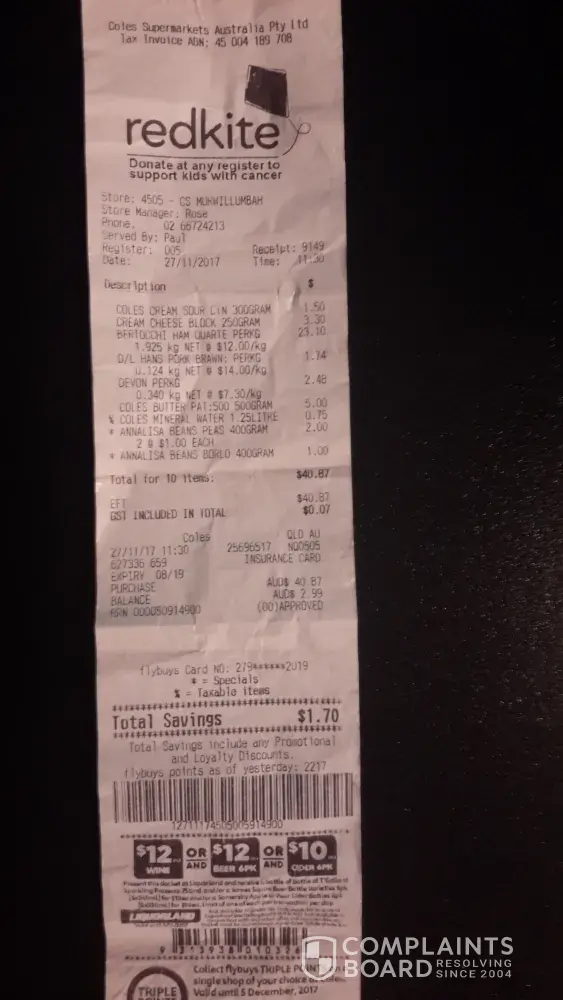 Coles Supermarkets Australia Pty Ltd
Tax Invoice ABN: 45 004 189 708
redkite
Donate at any register to
support kids with cancer
Store: 4505 - CS MURWILLUMBAH
Store Manager: Rose
Phone. 02 66724213
Served By: Paul
Register: 005 Receipt: 9149
Date: 27/11/2017 Time: 11:30
Description $
COLES CREAM SOUR LIN 300GRAM 1.50
CREAM CHEESE BLOCK 250GRAM 3.30
BERTOCCHI HAM QUARTE PERKG 23.10
1.925 kg NET @ $12.00/kg
D/L HANS PORK BRAWN: PERKG 1.74
0.124 kg NET @ $14.00/kg
DEVON PERKG 2.48
0.340 kg NET @ $7.30/kg
COLES BUTTER PAT:500 500GRAM 5.00
% COLES MINERAL WATER 1.25LITRE 0.75
* ANNALISA BEANS PEAS 400GRAM 2.00
2 @ $1.00 EACH
* ANNALISA BEANS BORLO 400GRAM 1.00
Total for 10 items: $40.87
EFT $40.87
GST INCLUDED IN TOTAL $0.07
Coles QLD AU
27/11/17 11:30 25696517 N00505
627336 659 INSURANCE CARD
EXPIRY 08/19
PURCHASE AUD$ 40.87
BALANCE AUD$ 2.99
RRN 000050914900 (00)APPROVED
flybuys Card NO: 279******2019
* = Specials
% = Taxable items
Total Savings $1.70
Total Savings include any Promotional
and Loyalty Discounts.
flybuys points as of yesterday: 2217
12711174505005914900
$12 OR AND $12 OR AND $10
WINE BEER 6PK CIDER 6PK
LIQUORLAND
Collect flybuys TRIPLE POINTS
single shop of your choice
Valid until 5 December, 2017
TRIPLE
COMPLAINTS
BOARD RESOLVING
SINCE 2004